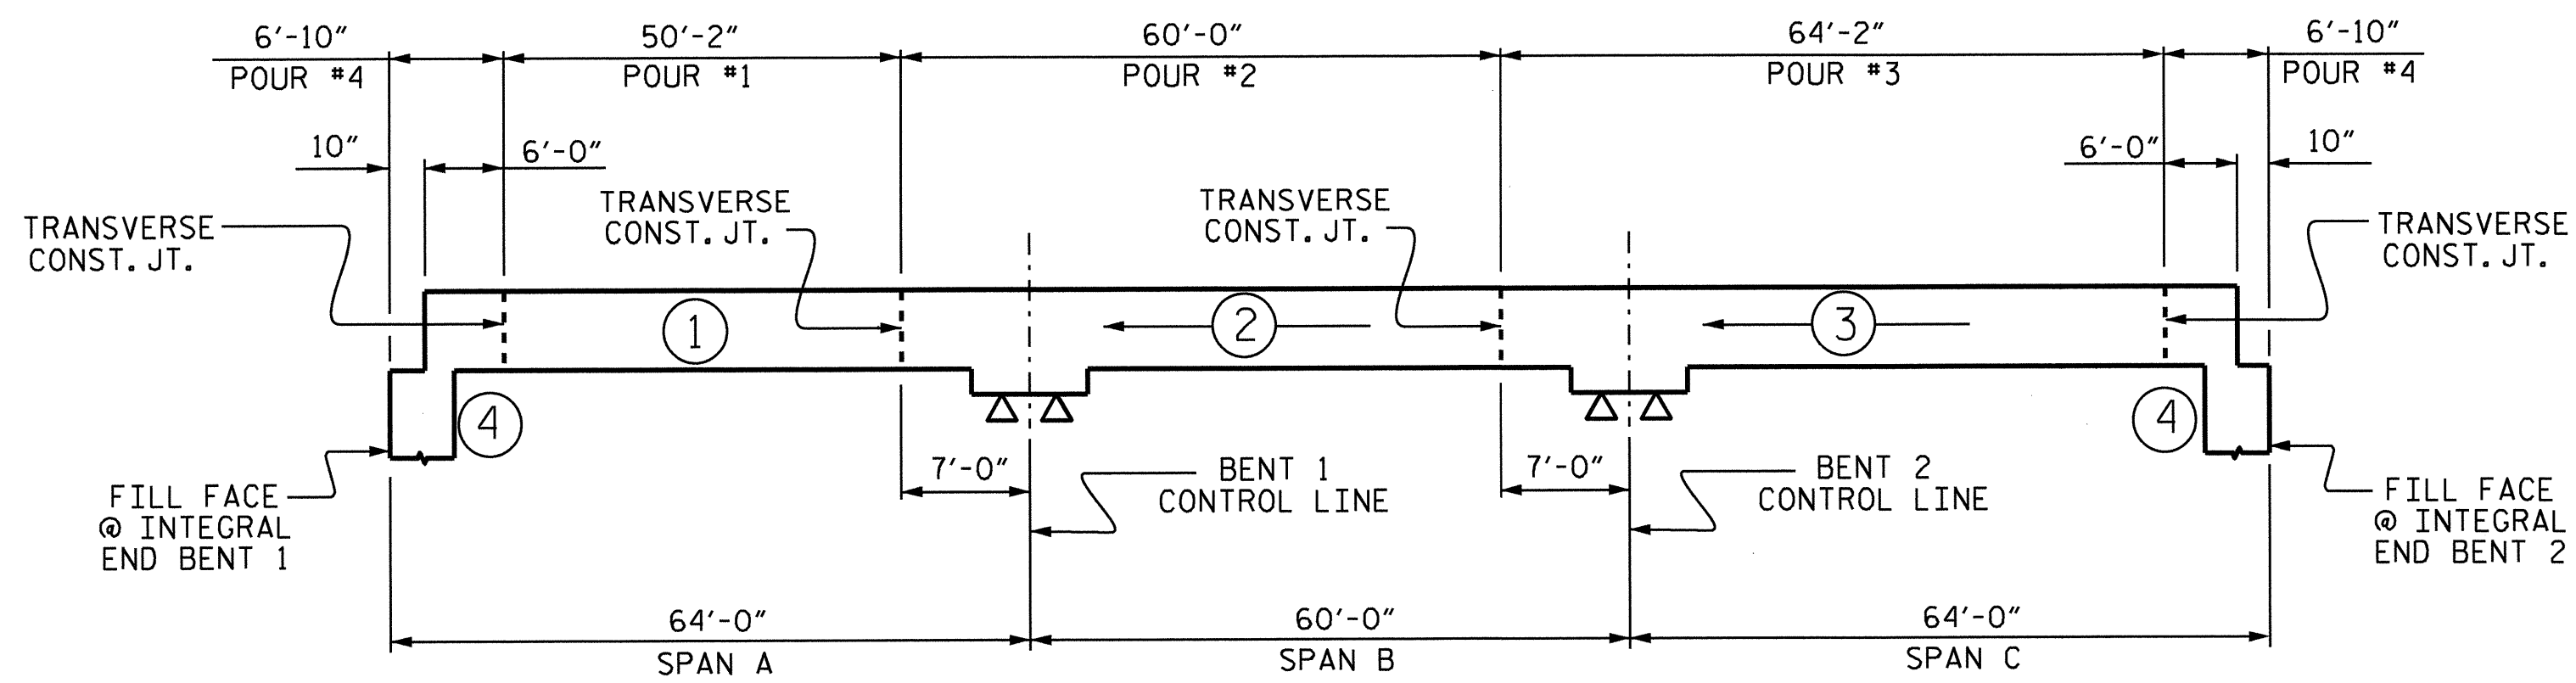 6'-10"
POUR #4
50'-2"
POUR #1
60'-0"
POUR #2
64'-2"
POUR #3
6'-10"
POUR #4
10"
6'-0"
6'-0"
10"
TRANSVERSE
CONST. JT.
TRANSVERSE
CONST. JT.
TRANSVERSE
CONST. JT.
TRANSVERSE
CONST. JT.
1
2
3
4
4
7'-0"
BENT 1
CONTROL LINE
7'-0"
BENT 2
CONTROL LINE
FILL FACE
@ INTEGRAL
END BENT 1
FILL FACE
@ INTEGRAL
END BENT 2
64'-0"
SPAN A
60'-0"
SPAN B
64'-0"
SPAN C